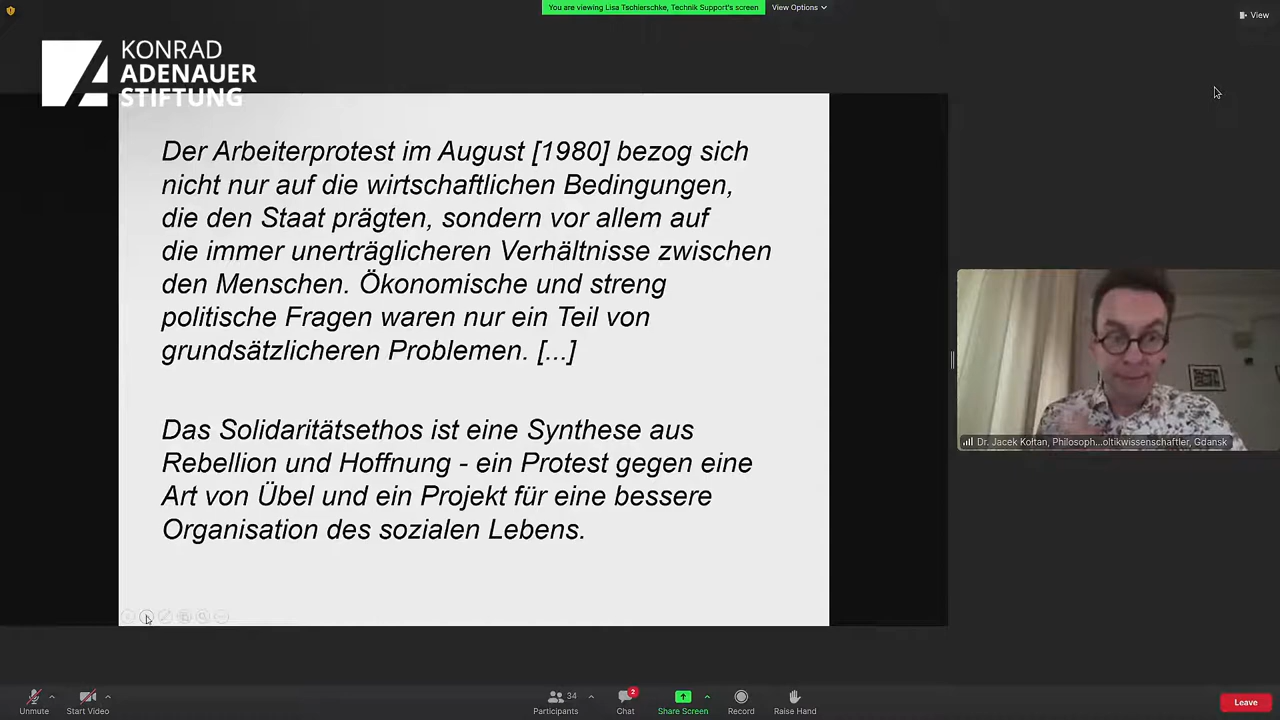 You are viewing Lisa Tschierschke, Technik Support's screen
View Options
View
KONRAD
ADENAUER
STIFTUNG
Der Arbeiterprotest im August [1980] bezog sich
nicht nur auf die wirtschaftlichen Bedingungen,
die den Staat prägten, sondern vor allem auf
die immer unerträglicheren Verhältnisse zwischen
den Menschen. Ökonomische und streng
politische Fragen waren nur ein Teil von
grundsätzlicheren Problemen. [...]
Das Solidaritätsethos ist eine Synthese aus
Rebellion und Hoffnung - ein Protest gegen eine
Art von Übel und ein Projekt für eine bessere
Organisation des sozialen Lebens.
Dr. Jacek Kołtan, Philosoph...oltikwissenschaftler, Gdansk
Unmute
Start Video
34
Participants
2
Chat
Share Screen
Record
Raise Hand
Leave